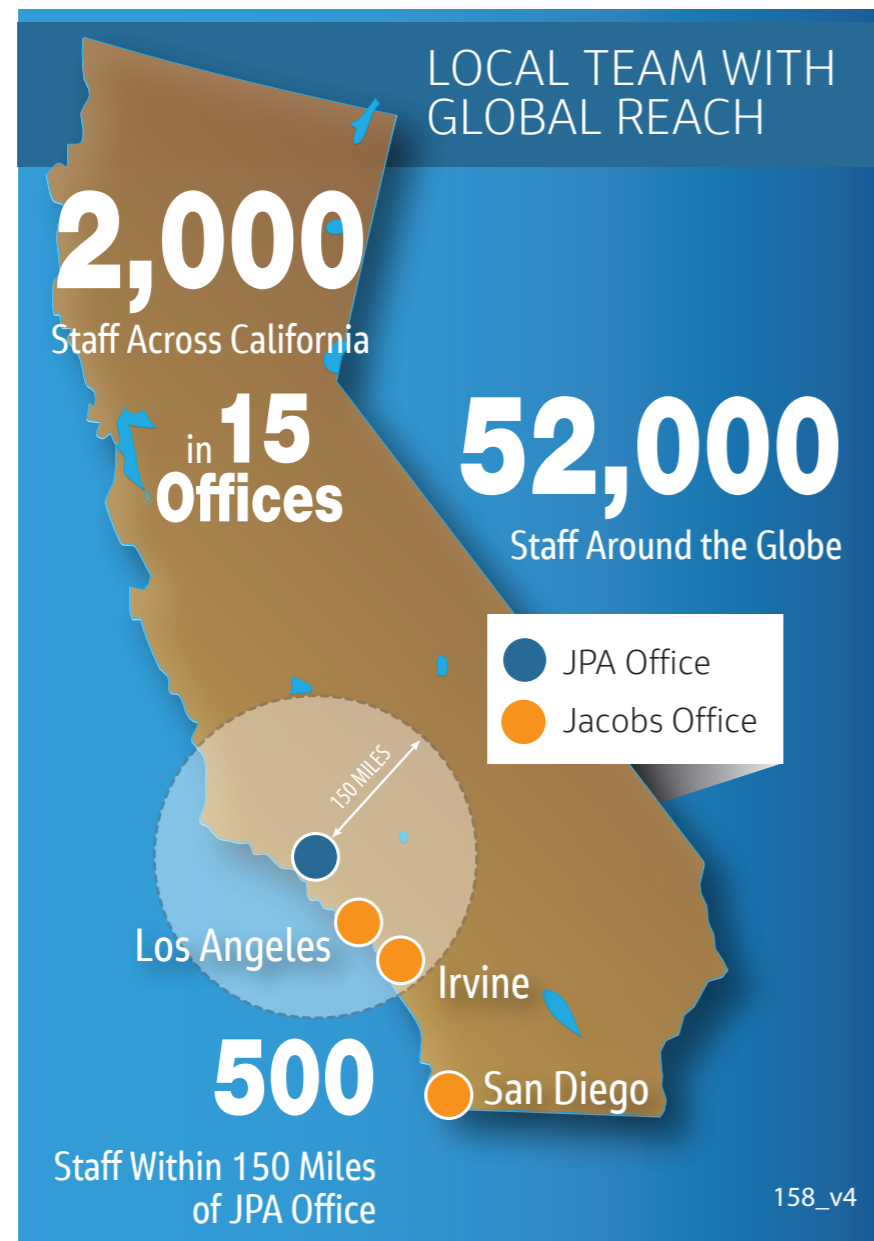 LOCAL TEAM WITH
GLOBAL REACH
2,000
Staff Across California
in 15
Offices
52,000
Staff Around the Globe
JPA Office
Jacobs Office
150 MILES
Los Angeles
Irvine
San Diego
500
Staff Within 150 Miles
of JPA Office
158_v4